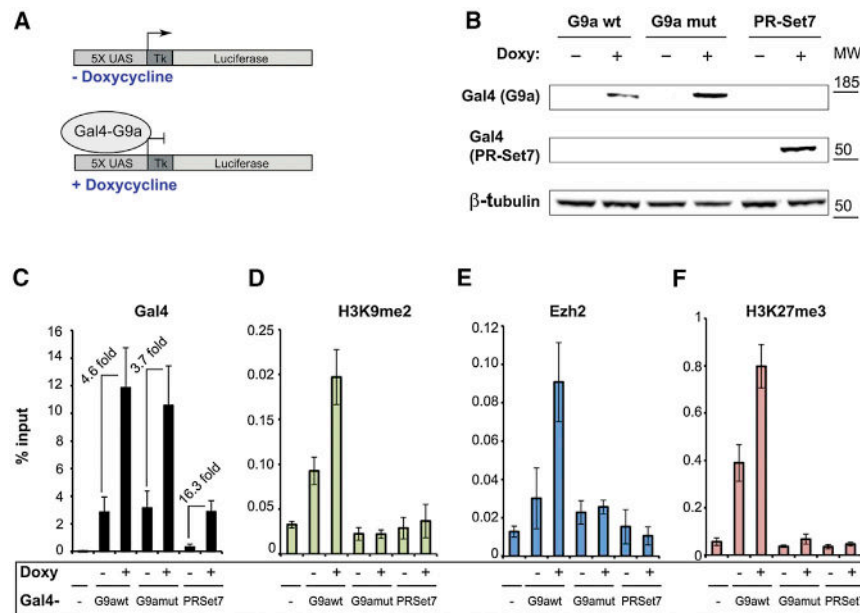 A
5X UAS Tk Luciferase
- Doxycycline
Gal4-G9a
5X UAS Tk Luciferase
+ Doxycycline
B
G9a wt G9a mut PR-Set7
Doxy: − + − + − + MW
Gal4 (G9a) 185
Gal4
(PR-Set7) 50
β-tubulin 50
C
Gal4
% input
16
14
12
10
8
6
4
2
0
4.6 fold
3.7 fold
16.3 fold
D
H3K9me2
0.25
0.20
0.15
0.10
0.05
0
E
Ezh2
0.12
0.10
0.08
0.06
0.04
0.02
0
F
H3K27me3
1
0.8
0.6
0.4
0.2
0
Doxy - - + - + - + - - + - + - + - - + - + - + - - + - + - +
Gal4- - G9awt G9amut PRSet7 - G9awt G9amut PRSet7 - G9awt G9amut PRSet7 - G9awt G9amut PRSet7